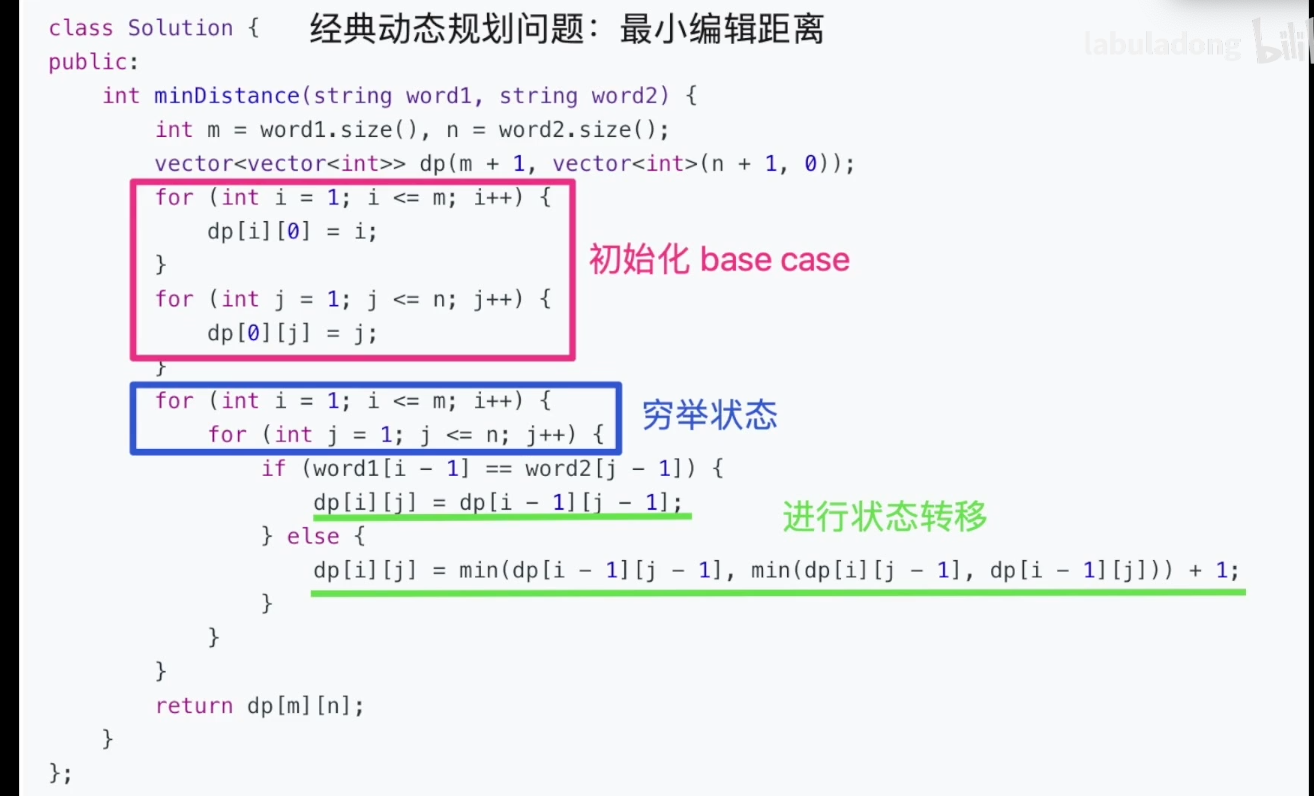 class Solution {
经典动态规划问题：最小编辑距离
labuladong bili
public:
    int minDistance(string word1, string word2) {
        int m = word1.size(), n = word2.size();
        vector<vector<int>> dp(m + 1, vector<int>(n + 1, 0));
        for (int i = 1; i <= m; i++) {
            dp[i][0] = i;
        }
初始化 base case
        for (int j = 1; j <= n; j++) {
            dp[0][j] = j;
        }
        for (int i = 1; i <= m; i++) {
穷举状态
            for (int j = 1; j <= n; j++) {
                if (word1[i - 1] == word2[j - 1]) {
                    dp[i][j] = dp[i - 1][j - 1];
进行状态转移
                } else {
                    dp[i][j] = min(dp[i - 1][j - 1], min(dp[i][j - 1], dp[i - 1][j])) + 1;
                }
            }
        }
        return dp[m][n];
    }
};